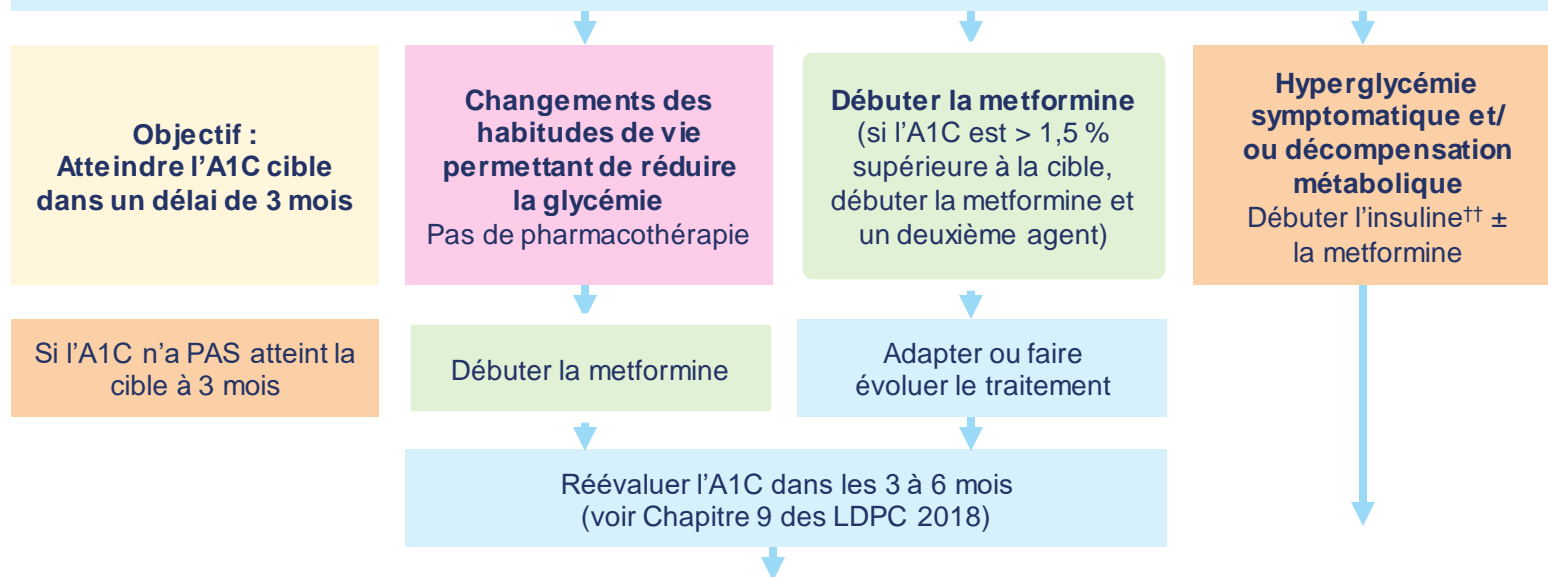 Objectif :
Atteindre l’A1C cible
dans un délai de 3 mois
Changements des
habitudes de vie
permettant de réduire
la glycémie
Pas de pharmacothérapie
Débuter la metformine
(si l’A1C est > 1,5 %
supérieure à la cible,
débuter la metformine et
un deuxième agent)
Hyperglycémie
symptomatique et/
ou décompensation
métabolique
Débuter l’insuline†† ±
la metformine
Si l’A1C n’a PAS atteint la
cible à 3 mois
Débuter la metformine
Adapter ou faire
évoluer le traitement
Réévaluer l’A1C dans les 3 à 6 mois
(voir Chapitre 9 des LDPC 2018)